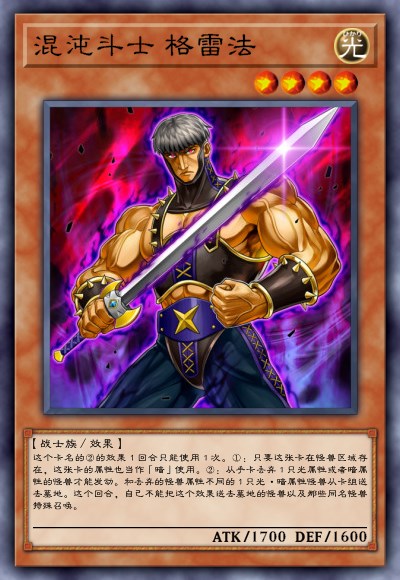 混沌斗士 格雷法
ひかり
光
【战士族/效果】
这个卡名的②的效果1回合只能使用1次。①：只要这张卡在怪兽区域存
在，这张卡的属性也当作「暗」使用。②：从手卡丢弃1只光属性或者暗属
性的怪兽才能发动。和丢弃的怪兽属性不同的1只光·暗属性怪兽从卡组送
去墓地。这个回合，自己不能把这个效果送去墓地的怪兽以及那些同名怪兽
特殊召唤。
ATK/1700 DEF/1600